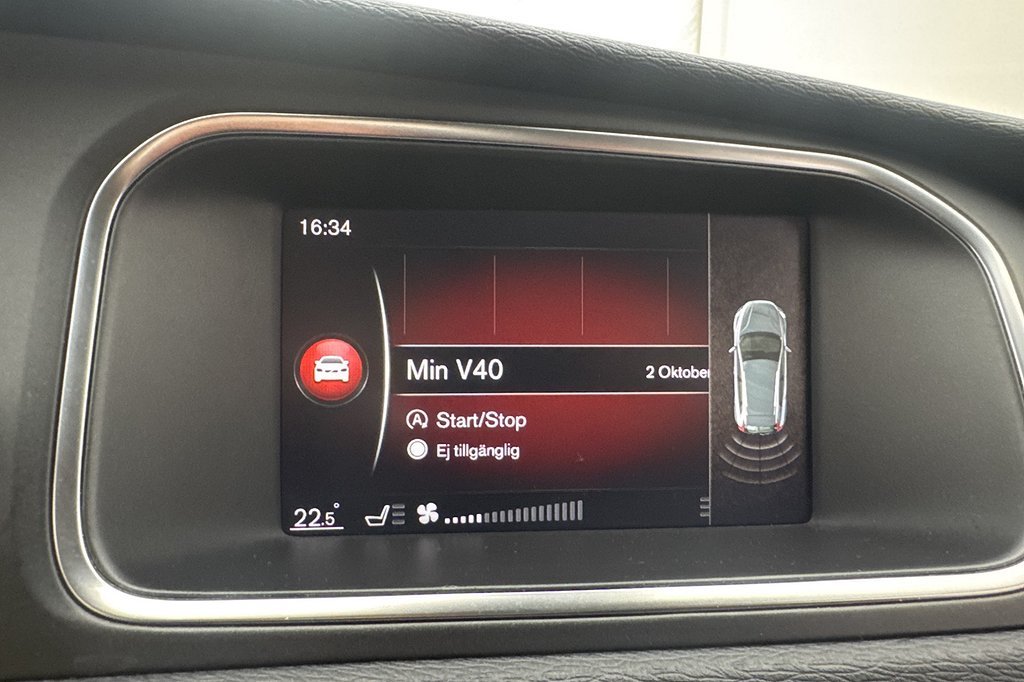 16:34
Min V40
2 Oktober
A Start/Stop
Ej tillgänglig
22.5°